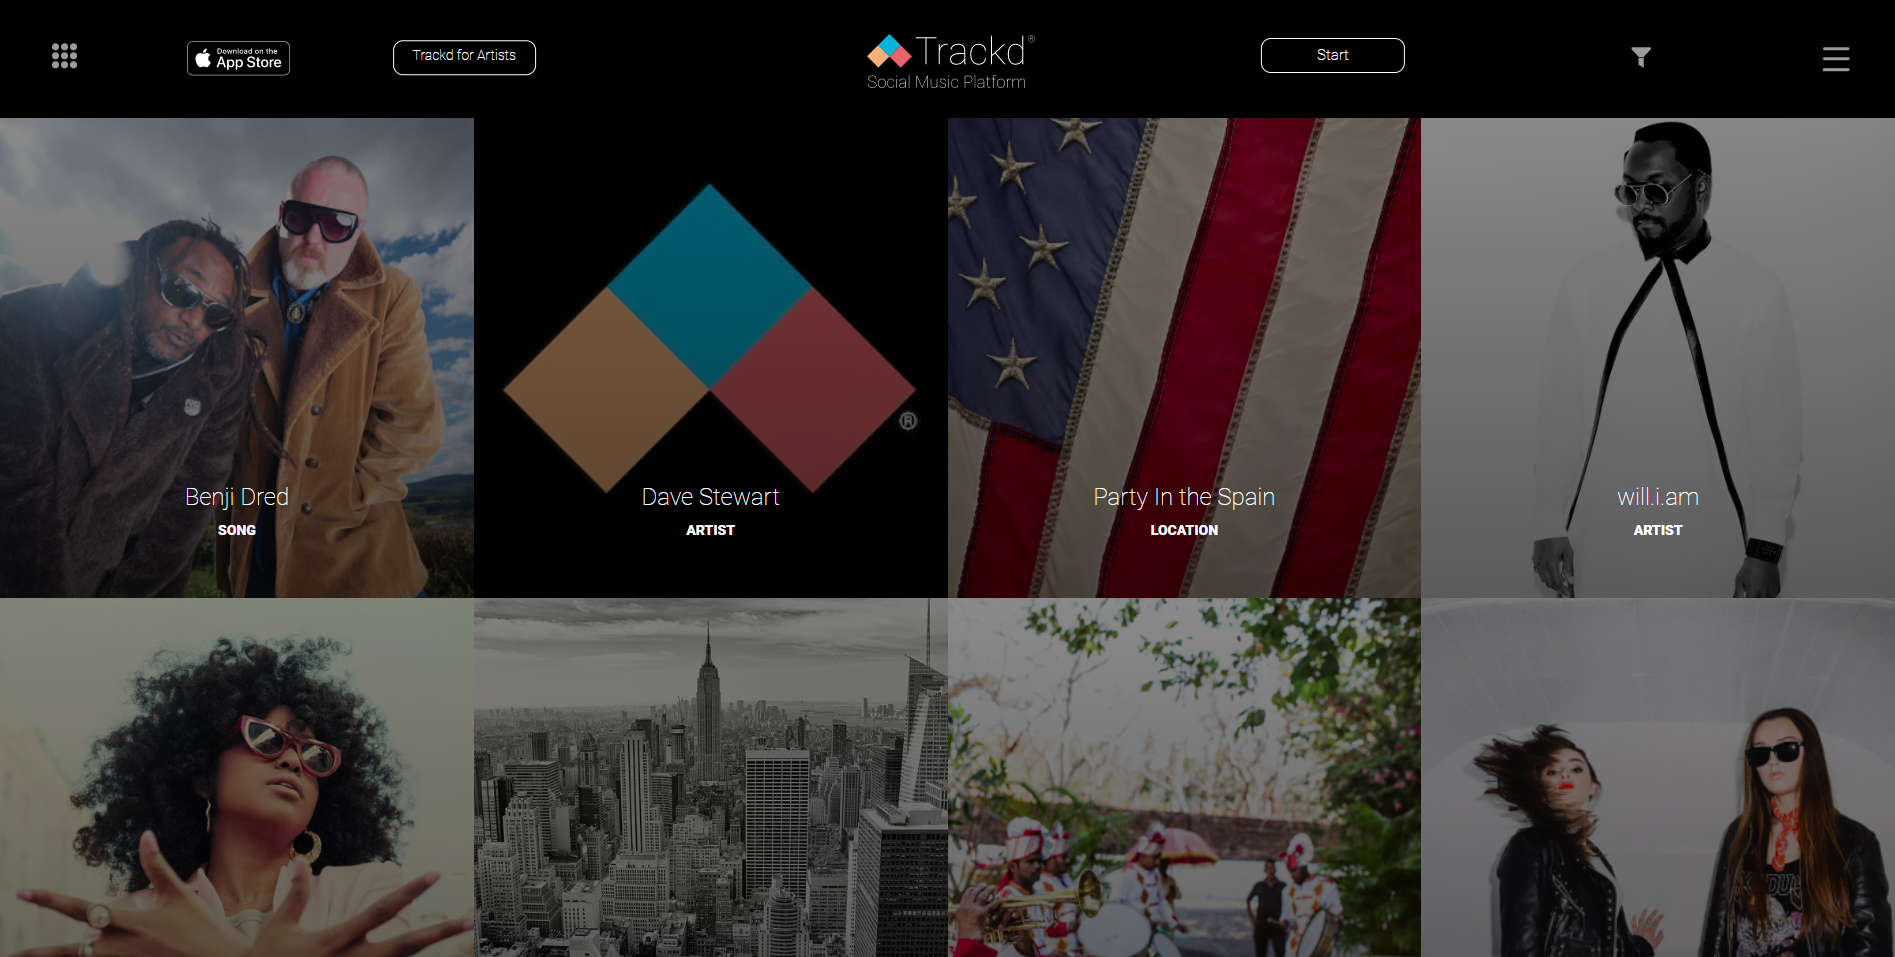 Download on the
App Store
Trackd for Artists
Trackd®
Social Music Platform
Start
®
Benji Dred
SONG
Dave Stewart
ARTIST
Party In the Spain
LOCATION
will.i.am
ARTIST